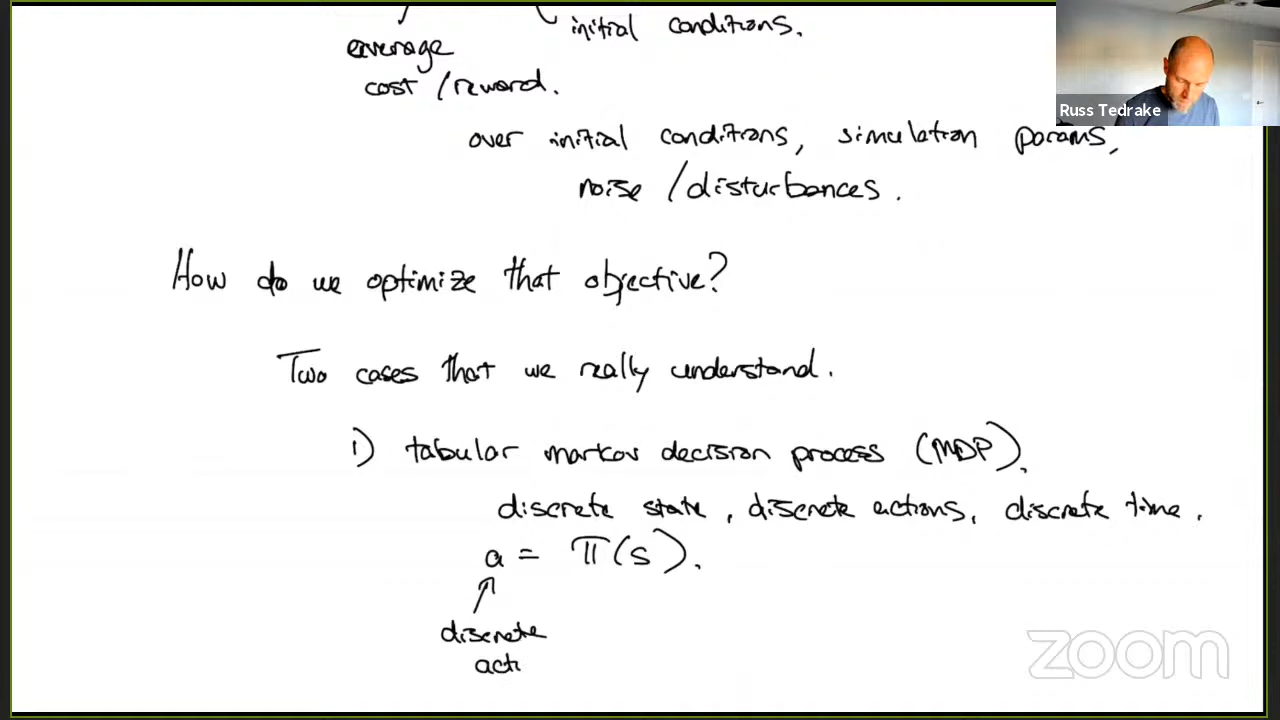 initial conditions.
average
cost / reward.
over initial conditions, simulation params,
noise / disturbances.
How do we optimize that objective?
Two cases that we really understand.
1) tabular markov decision process (MDP).
discrete state, discrete actions, discrete time.
a = π(s).
discrete
acti
Russ Tedrake
zoom